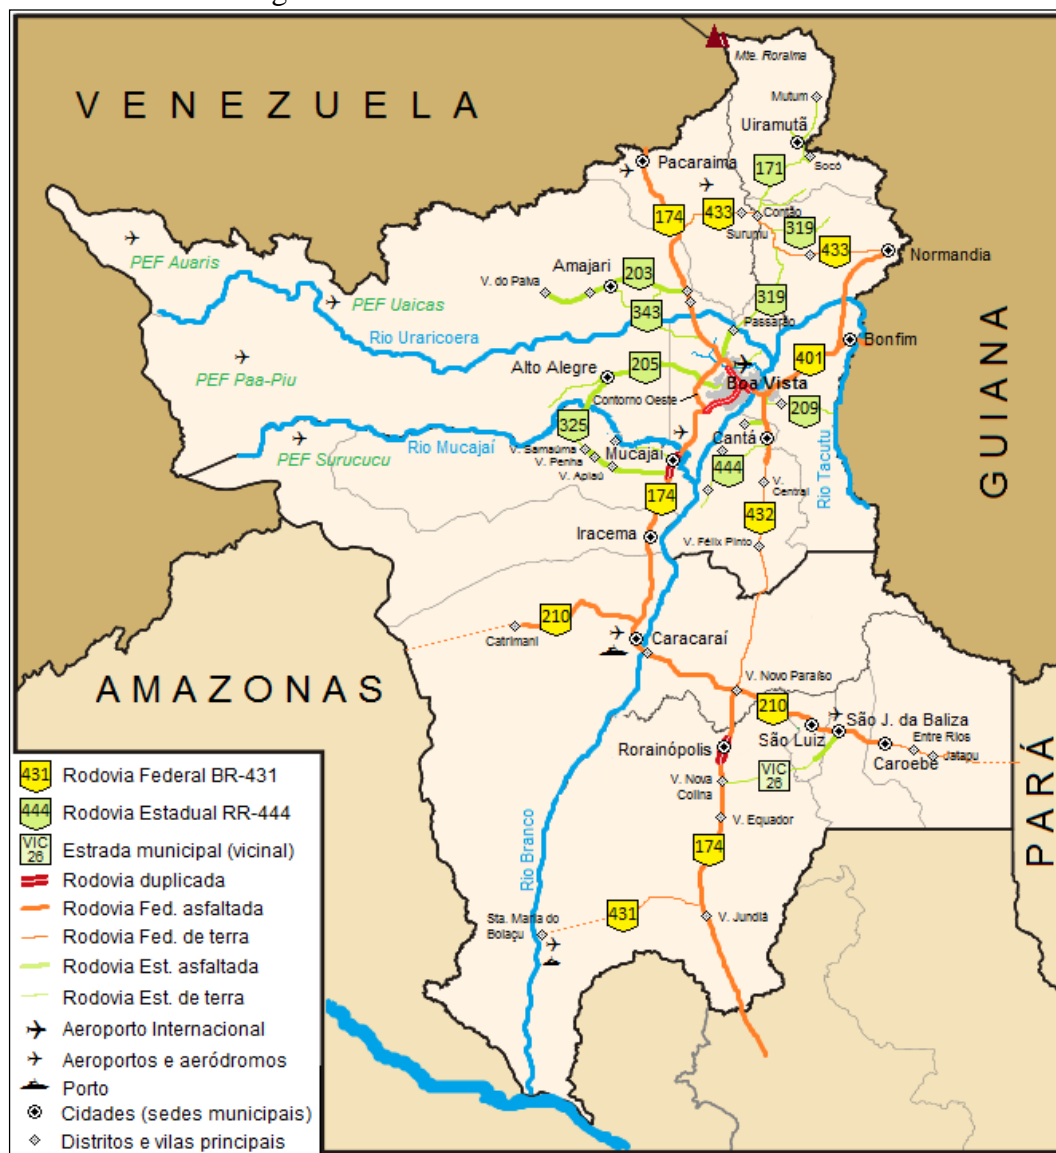 VENEZUELA
Mte. Roraima
Mutum
Uiramutã
Socó
171
Pacaraima
174
433
Contão
Surumu
319
433
Normandia
PEF Auaris
Amajari
203
V. do Paiva
PEF Uaicas
343
319
Passarão
Rio Uraricoera
Bonfim
GUIANA
PEF Paa-Piu
Alto Alegre
205
401
Boa Vista
Contorno Oeste
209
325
Cantá
Rio Mucajaí
V. Samaúma
V. Penha
V. Apiaú
Mucajaí
PEF Surucucu
444
V.
Central
Rio Tacutu
174
432
Iracema
V. Félix Pinto
210
Catrimani
Caracaraí
AMAZONAS
V. Novo Paraíso
210
São J. da Baliza
São Luiz
Entre Rios
Caroebe
Jatapu
Rorainópolis
VIC
26
V. Nova
Colina
PARÁ
V. Equador
174
Rio Branco
Sta. Maria do
Boiaçu
431
V. Jundiá
431 Rodovia Federal BR-431
444 Rodovia Estadual RR-444
VIC
26 Estrada municipal (vicinal)
Rodovia duplicada
Rodovia Fed. asfaltada
Rodovia Fed. de terra
Rodovia Est. asfaltada
Rodovia Est. de terra
Aeroporto Internacional
Aeroportos e aeródromos
Porto
Cidades (sedes municipais)
Distritos e vilas principais